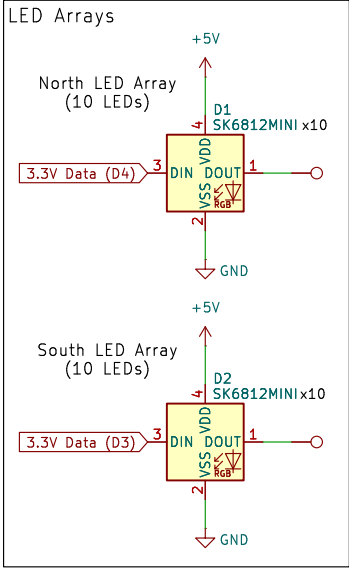 LED Arrays
+5V
North LED Array
(10 LEDs)
D1
SK6812MINI x10
4
VDD
3.3V Data (D4)
3
DIN
DOUT
1
VSS
RGB
2
GND
+5V
South LED Array
(10 LEDs)
D2
SK6812MINI x10
4
VDD
3.3V Data (D3)
3
DIN
DOUT
1
VSS
RGB
2
GND